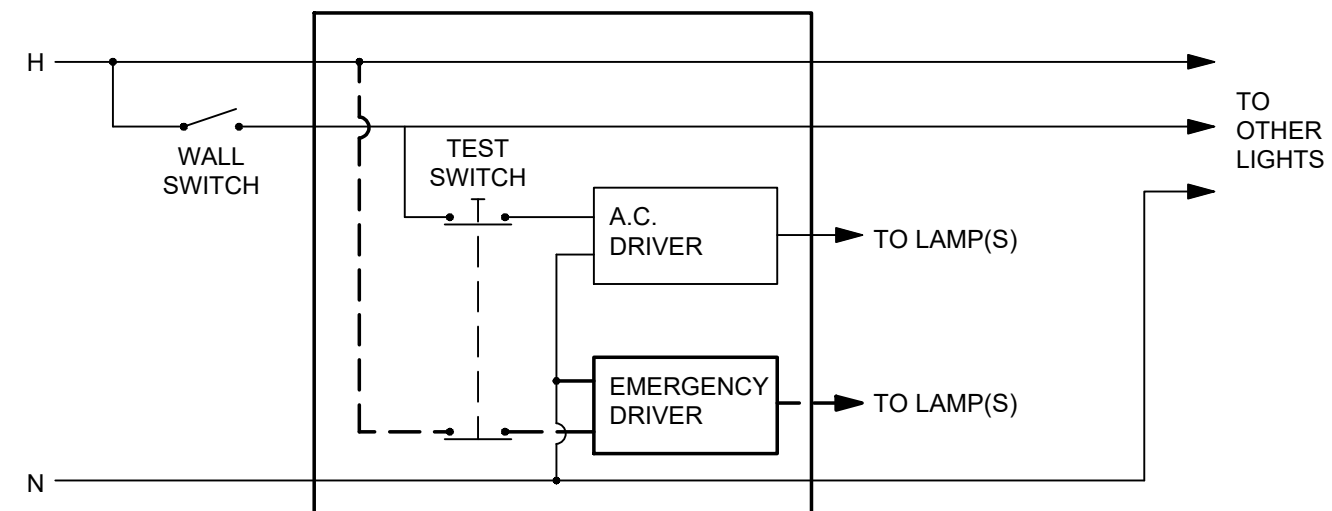 H
WALL
SWITCH
TEST
SWITCH
A.C.
DRIVER
TO LAMP(S)
TO
OTHER
LIGHTS
EMERGENCY
DRIVER
TO LAMP(S)
N